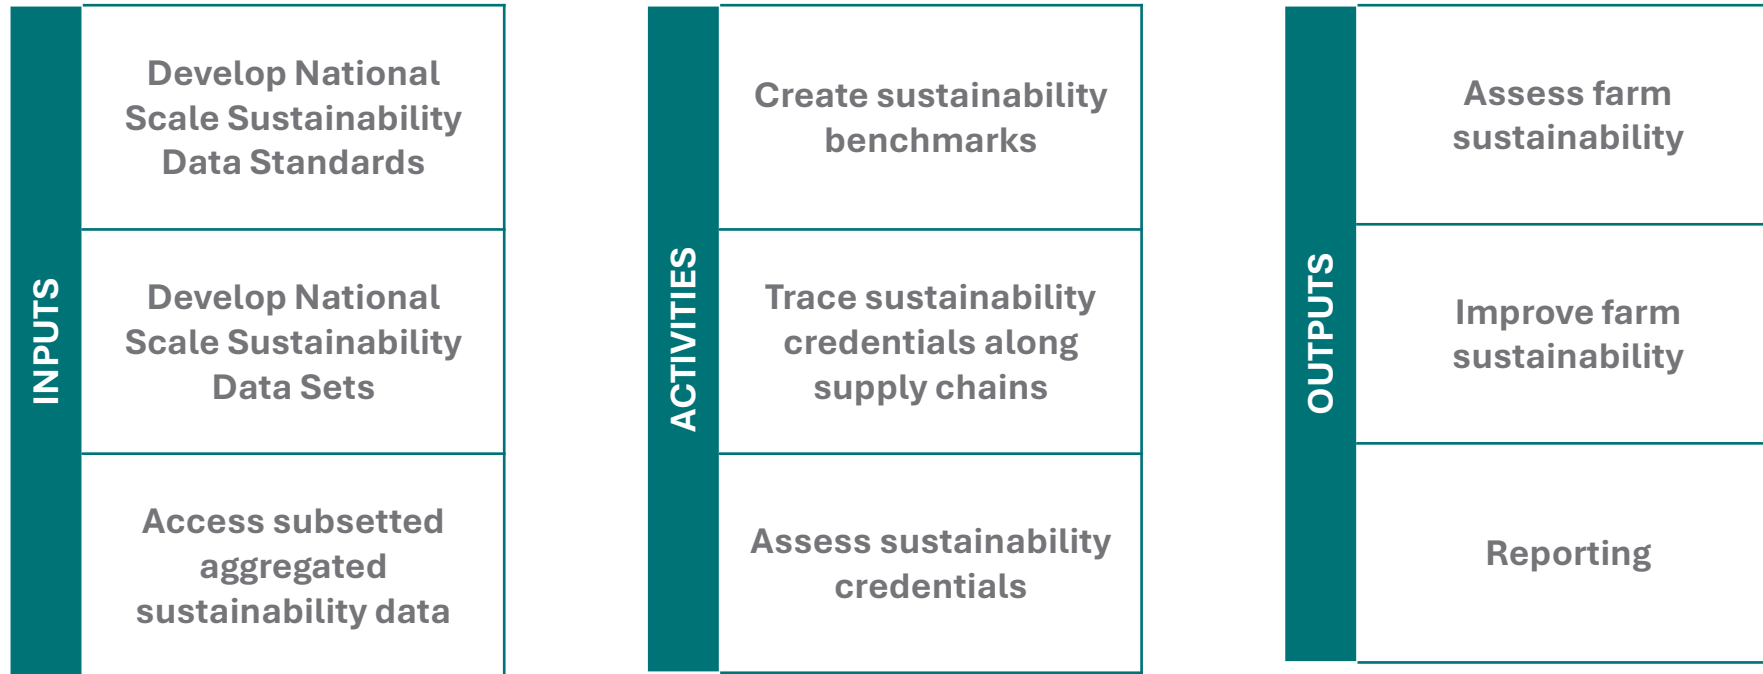 INPUTS
Develop National
Scale Sustainability
Data Standards
Develop National
Scale Sustainability
Data Sets
Access subsetted
aggregated
sustainability data
ACTIVITIES
Create sustainability
benchmarks
Trace sustainability
credentials along
supply chains
Assess sustainability
credentials
OUTPUTS
Assess farm
sustainability
Improve farm
sustainability
Reporting